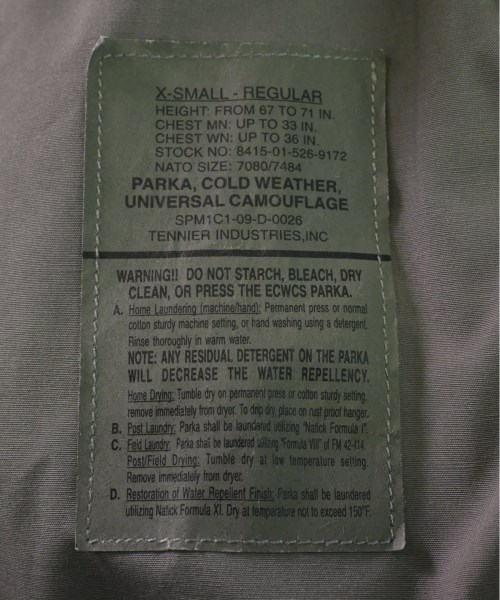 X-SMALL - REGULAR
HEIGHT: FROM 67 TO 71 IN.
CHEST MN: UP TO 33 IN.
CHEST WN: UP TO 36 IN.
STOCK NO: 8415-01-526-9172
NATO SIZE: 7080/7484
PARKA, COLD WEATHER,
UNIVERSAL CAMOUFLAGE
SPM1C1-09-D-0026
TENNIER INDUSTRIES,INC
WARNING!! DO NOT STARCH, BLEACH, DRY
CLEAN, OR PRESS THE ECWCS PARKA.
A. Home Laundering (machine/hand): Permanent press or normal
cotton sturdy machine setting, or hand washing using a detergent.
Rinse thoroughly in warm water.
NOTE: ANY RESIDUAL DETERGENT ON THE PARKA
WILL DECREASE THE WATER REPELLENCY.
Home Drying: Tumble dry on permanent press or cotton sturdy setting,
remove immediately from dryer. To drip dry, place on rust proof hanger.
B. Post Laundry: Parka shall be laundered utilizing "Natick Formula I".
C. Field Laundry: Parka shall be laundered utilizing "Formula VIII" of FM 42-414.
Post/Field Drying: Tumble dry at low temperature setting.
Remove immediately from dryer.
D. Restoration of Water Repellent Finish: Parka shall be laundered
utilizing Natick Formula XI. Dry at temperature not to exceed 150°F.